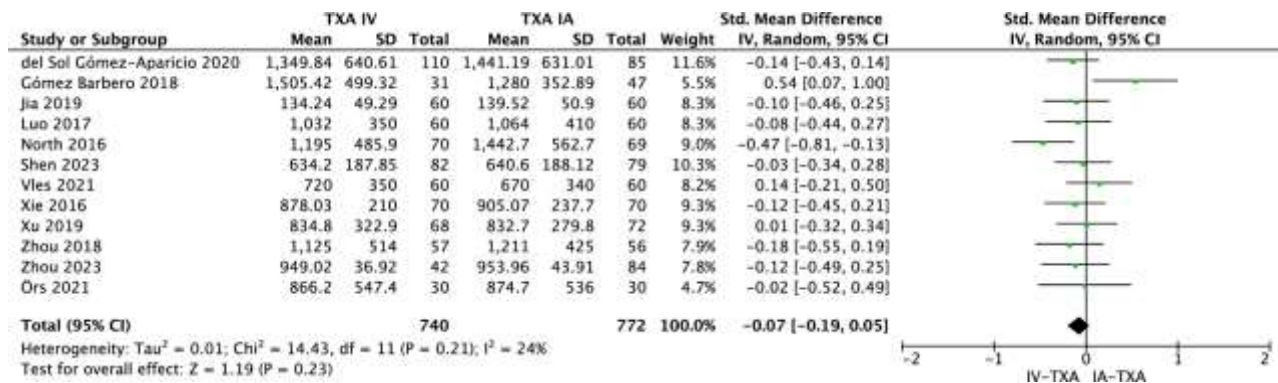 TXA IV TXA IA Std. Mean Difference Std. Mean Difference
Study or Subgroup Mean SD Total Mean SD Total Weight IV, Random, 95% CI IV, Random, 95% CI
del Sol Gómez-Aparicio 2020 1,349.84 640.61 110 1,441.19 631.01 85 11.6% -0.14 [-0.43, 0.14]
Gómez Barbero 2018 1,505.42 499.32 31 1,280 352.89 47 5.5% 0.54 [0.07, 1.00]
Jia 2019 134.24 49.29 60 139.52 50.9 60 8.3% -0.10 [-0.46, 0.25]
Luo 2017 1,032 350 60 1,064 410 60 8.3% -0.08 [-0.44, 0.27]
North 2016 1,195 485.9 70 1,442.7 562.7 69 9.0% -0.47 [-0.81, -0.13]
Shen 2023 634.2 187.85 82 640.6 188.12 79 10.3% -0.03 [-0.34, 0.28]
Vles 2021 720 350 60 670 340 60 8.2% 0.14 [-0.21, 0.50]
Xie 2016 878.03 210 70 905.07 237.7 70 9.1% -0.12 [-0.45, 0.21]
Xu 2019 834.8 322.9 68 832.7 279.8 72 9.1% 0.01 [-0.32, 0.34]
Zhou 2018 1,125 514 57 1,211 425 56 7.9% -0.18 [-0.55, 0.19]
Zhou 2023 949.02 36.92 42 953.96 43.91 84 7.8% -0.12 [-0.49, 0.25]
Örs 2021 866.2 547.4 30 874.7 536 30 4.7% -0.02 [-0.52, 0.49]
Total (95% CI) 740 772 100.0% -0.07 [-0.19, 0.05]
Heterogeneity: Tau² = 0.01; Chi² = 14.43, df = 11 (P = 0.21); I² = 24%
Test for overall effect: Z = 1.19 (P = 0.23)
-2 -1 0 1 2
IV-TXA IA-TXA